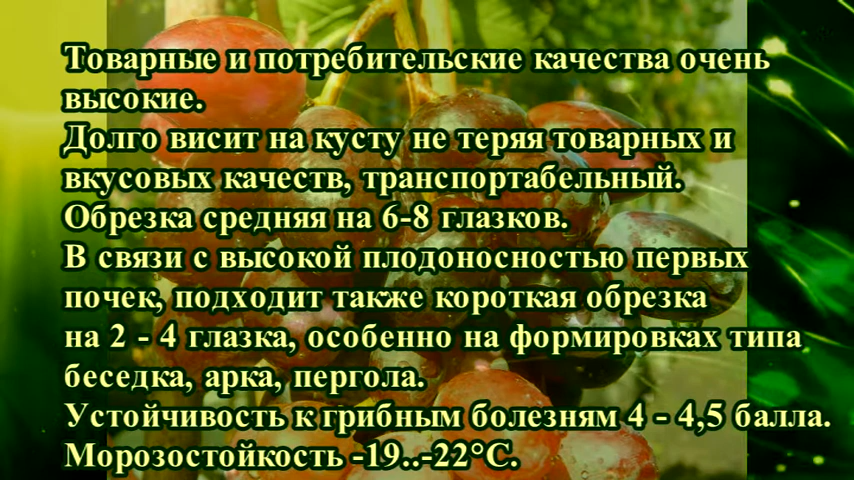 Товарные и потребительские качества очень
высокие.
Долго висит на кусту не теряя товарных и
вкусовых качеств, транспортабельный.
Обрезка средняя на 6-8 глазков.
В связи с высокой плодоносностью первых
почек, подходит также короткая обрезка
на 2 - 4 глазка, особенно на формировках типа
беседка, арка, пергола.
Устойчивость к грибным болезням 4 - 4,5 балла.
Морозостойкость -19..-22°С.